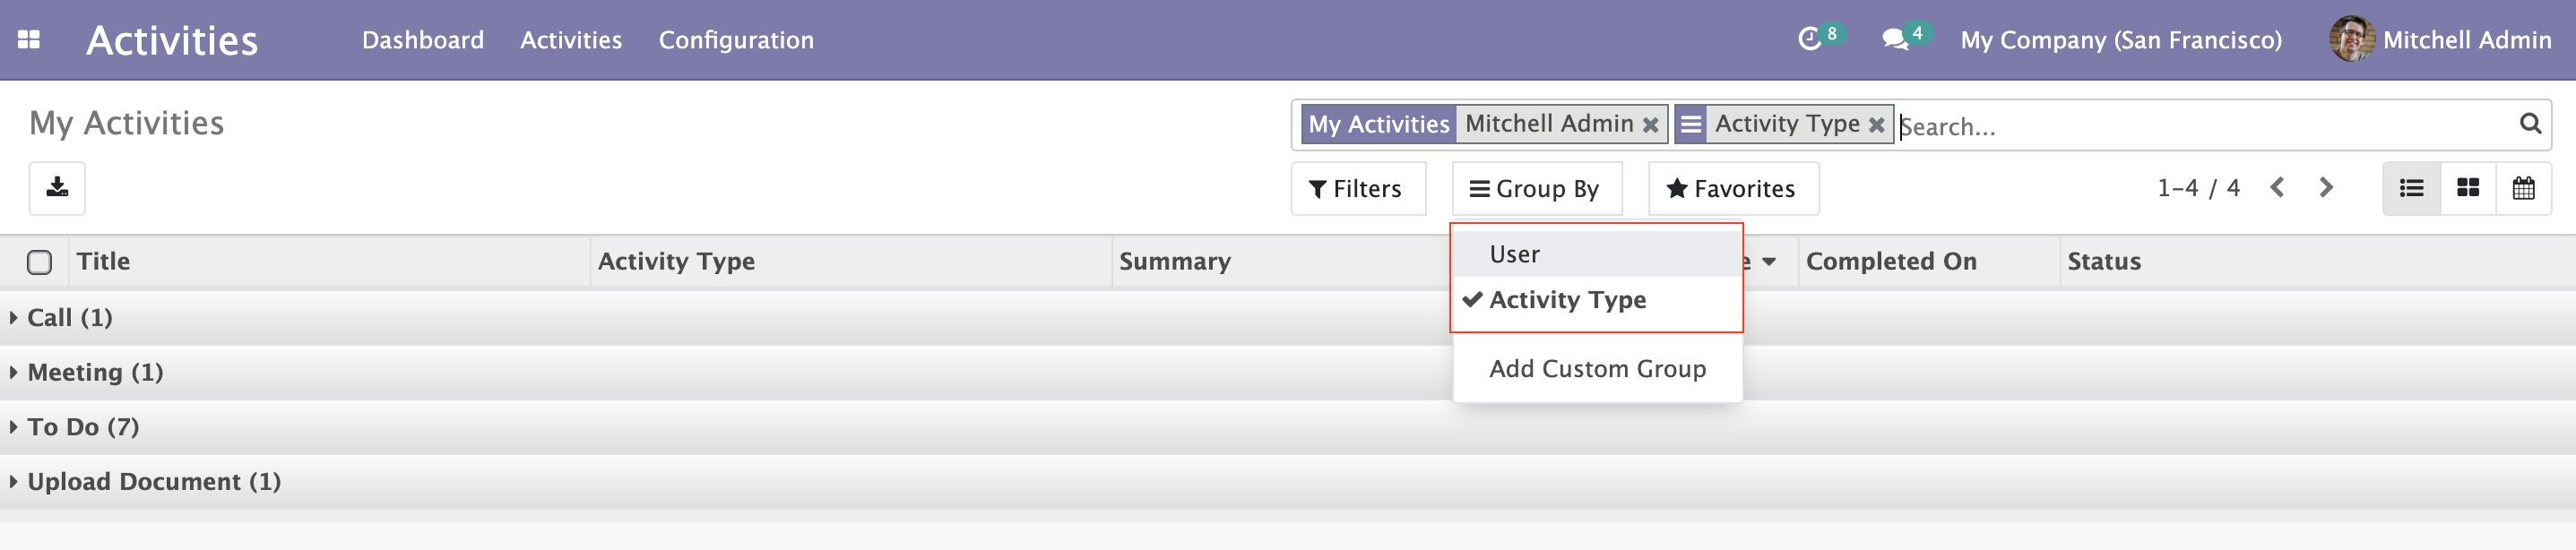 Activities Dashboard Activities Configuration 8 4 My Company (San Francisco) Mitchell Admin
My Activities My Activities Mitchell Admin Activity Type Search...
Filters Group By Favorites 1-4 / 4
Title Activity Type Summary e Completed On Status
User
Activity Type
Add Custom Group
Call (1)
Meeting (1)
To Do (7)
Upload Document (1)